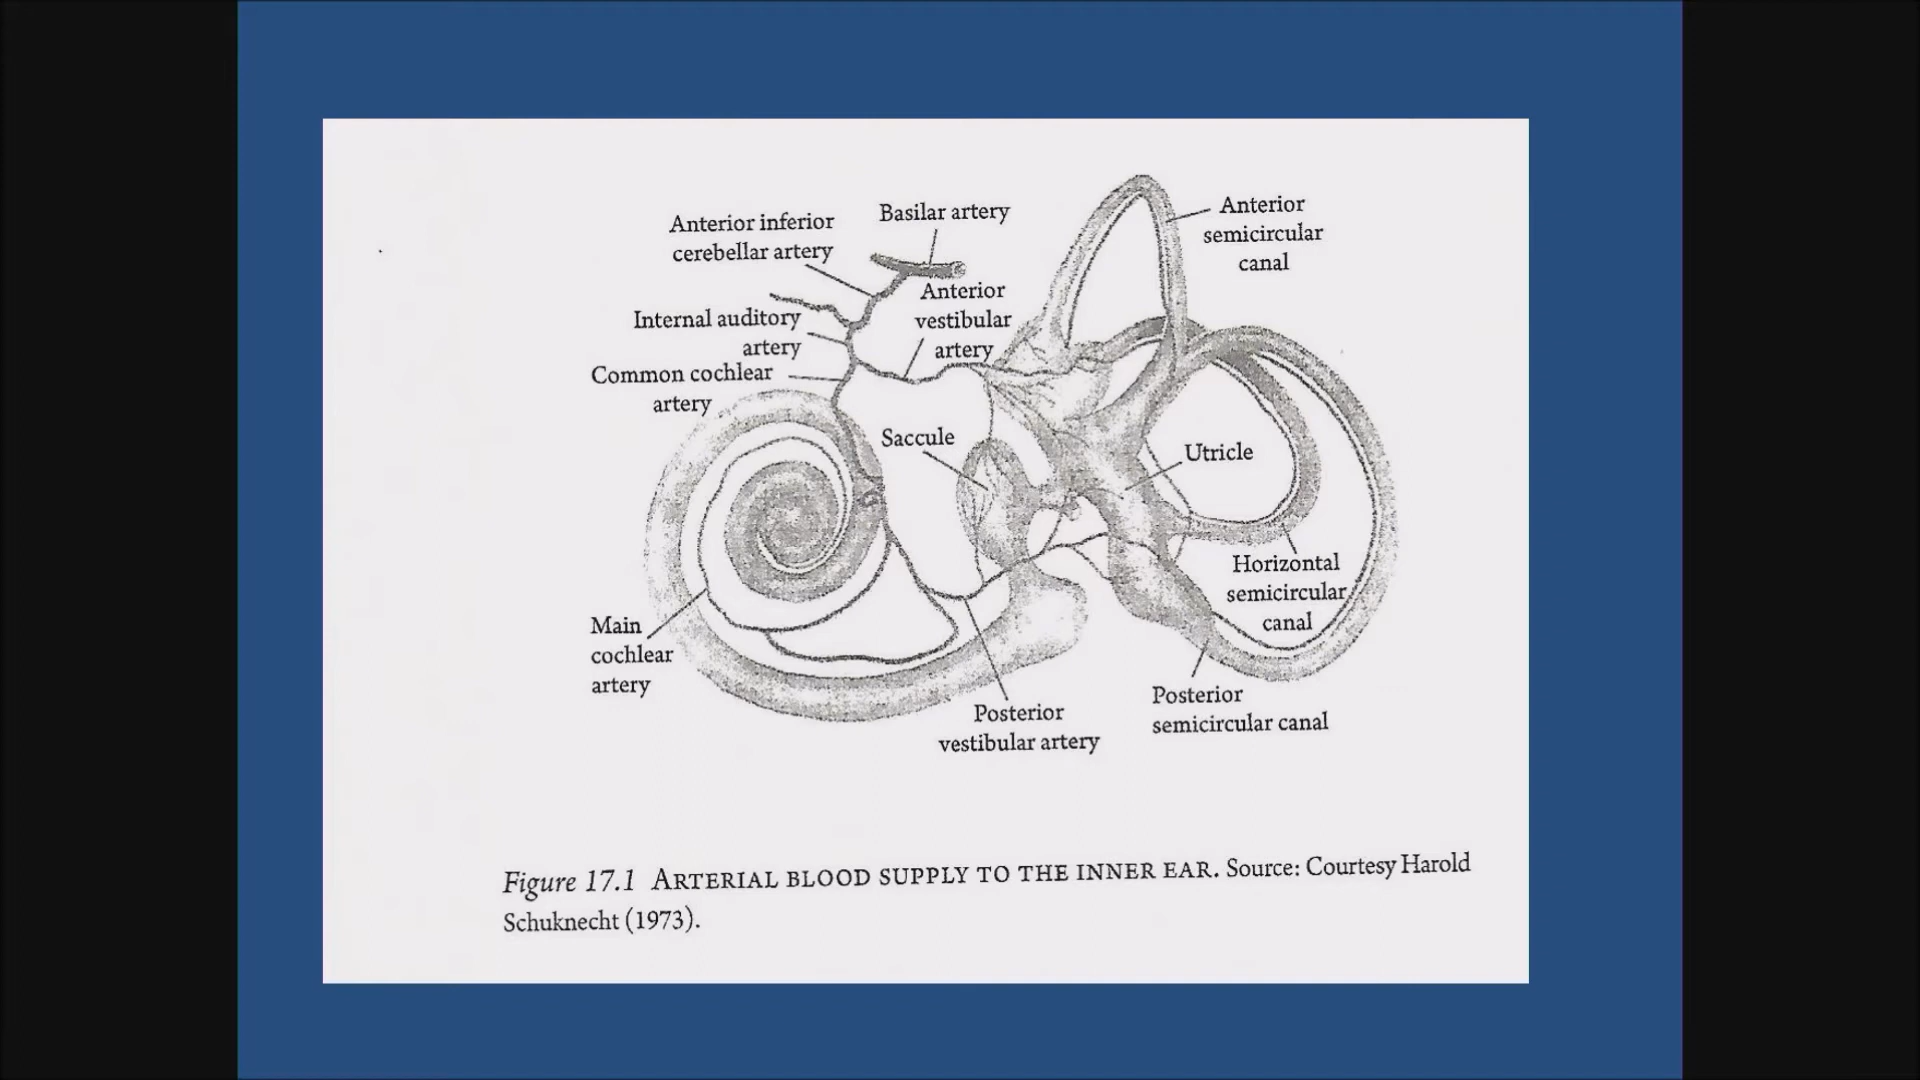 Anterior inferior
cerebellar artery
Basilar artery
Anterior
semicircular
canal
Internal auditory
artery
Anterior
vestibular
artery
Common cochlear
artery
Saccule
Utricle
Horizontal
semicircular
canal
Main
cochlear
artery
Posterior
vestibular artery
Posterior
semicircular canal
Figure 17.1 ARTERIAL BLOOD SUPPLY TO THE INNER EAR. Source: Courtesy Harold
Schuknecht (1973).